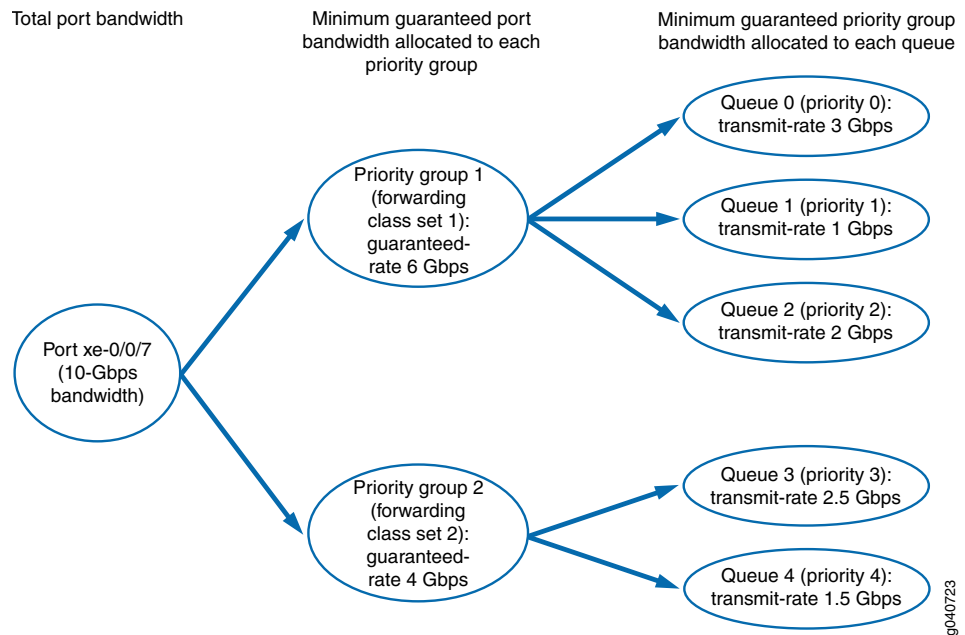 Total port bandwidth
Minimum guaranteed port
bandwidth allocated to each
priority group
Minimum guaranteed priority group
bandwidth allocated to each queue
Port xe-0/0/7
(10-Gbps
bandwidth)
Priority group 1
(forwarding
class set 1):
guaranteed-
rate 6 Gbps
Queue 0 (priority 0):
transmit-rate 3 Gbps
Queue 1 (priority 1):
transmit-rate 1 Gbps
Queue 2 (priority 2):
transmit-rate 2 Gbps
Priority group 2
(forwarding
class set 2):
guaranteed-
rate 4 Gbps
Queue 3 (priority 3):
transmit-rate 2.5 Gbps
Queue 4 (priority 4):
transmit-rate 1.5 Gbps
g040723